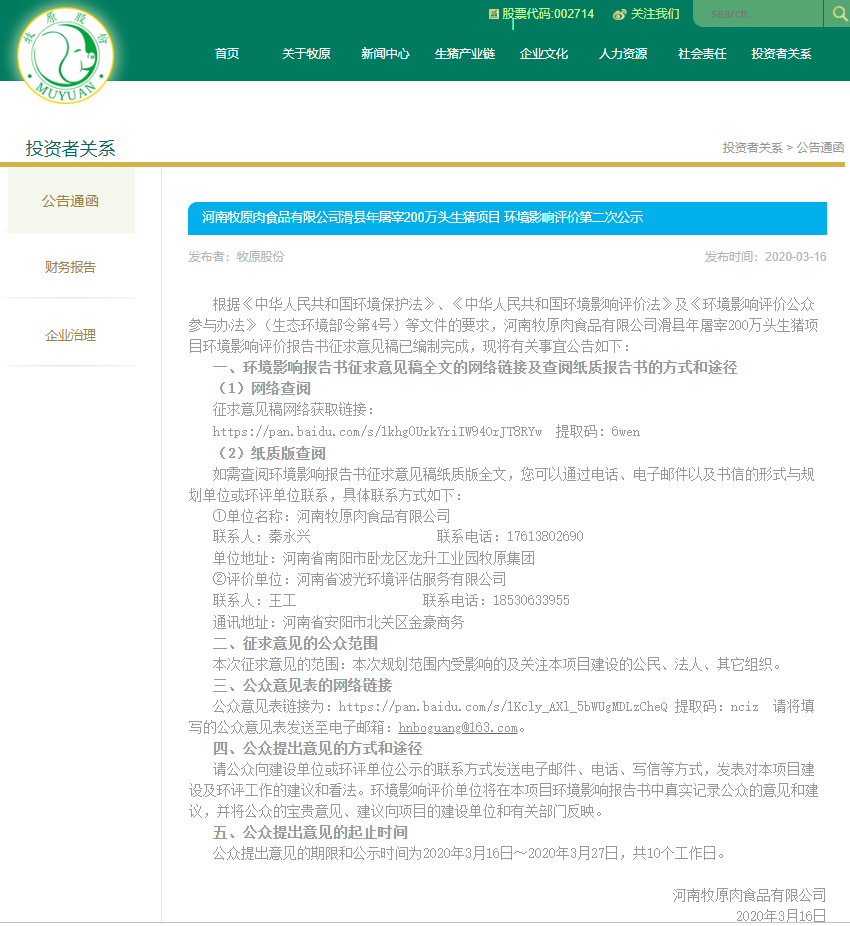 股票代码:002714 关注我们 search...
牧原股份
MUYUAN
首页 关于牧原 新闻中心 生猪产业链 企业文化 人力资源 社会责任 投资者关系
投资者关系
投资者关系 > 公告通函
公告通函
财务报告
企业治理
河南牧原肉食品有限公司滑县年屠宰200万头生猪项目 环境影响评价第二次公示
发布者：牧原股份 发布时间：2020-03-16
根据《中华人民共和国环境保护法》、《中华人民共和国环境影响评价法》及《环境影响评价公众
参与办法》（生态环境部令第4号）等文件的要求，河南牧原肉食品有限公司滑县年屠宰200万头生猪项
目环境影响评价报告书征求意见稿已编制完成，现将有关事宜公告如下：
一、环境影响报告书征求意见稿全文的网络链接及查阅纸质报告书的方式和途径
（1）网络查阅
征求意见稿网络获取链接：
https://pan.baidu.com/s/1khgOUrkYriIW94OrJT8RYw 提取码：6wen
（2）纸质版查阅
如需查阅环境影响报告书征求意见稿纸质版全文，您可以通过电话、电子邮件以及书信的形式与规
划单位或环评单位联系，具体联系方式如下：
①单位名称：河南牧原肉食品有限公司
联系人：秦永兴 联系电话：17613802690
单位地址：河南省南阳市卧龙区龙升工业园牧原集团
②评价单位：河南省波光环境评估服务有限公司
联系人：王工 联系电话：18530633955
通讯地址：河南省安阳市北关区金豪商务
二、征求意见的公众范围
本次征求意见的范围：本次规划范围内受影响的及关注本项目建设的公民、法人、其它组织。
三、公众意见表的网络链接
公众意见表链接为：https://pan.baidu.com/s/1Kcly_AXl_5bWUgMDLzCheQ 提取码：nciz 请将填
写的公众意见表发送至电子邮箱：hnboguang@163.com。
四、公众提出意见的方式和途径
请公众向建设单位或环评单位公示的联系方式发送电子邮件、电话、写信等方式，发表对本项目建
设及环评工作的建议和看法。环境影响评价单位将在本项目环境影响报告书中真实记录公众的意见和建
议，并将公众的宝贵意见、建议向项目的建设单位和有关部门反映。
五、公众提出意见的起止时间
公众提出意见的期限和公示时间为2020年3月16日～2020年3月27日，共10个工作日。
河南牧原肉食品有限公司
2020年3月16日